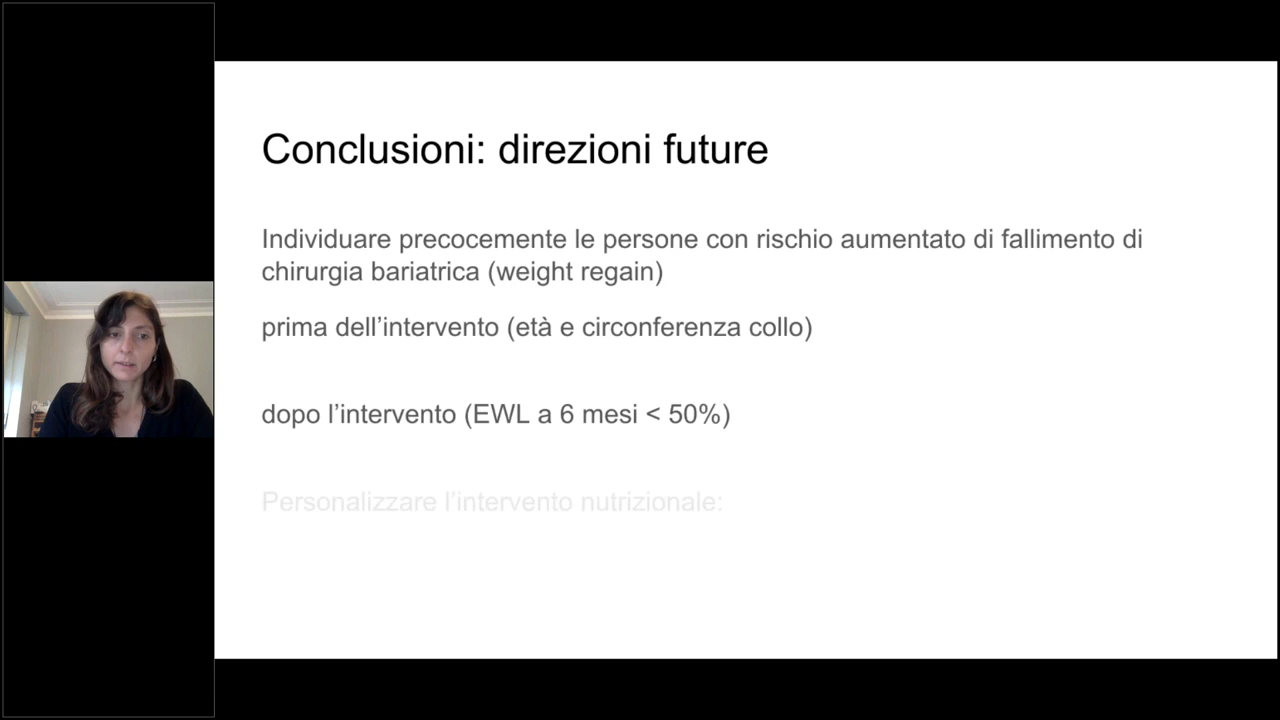 Conclusioni: direzioni future
Individuare precocemente le persone con rischio aumentato di fallimento di
chirurgia bariatrica (weight regain)
prima dell’intervento (età e circonferenza collo)
dopo l’intervento (EWL a 6 mesi < 50%)
Personalizzare l’intervento nutrizionale: